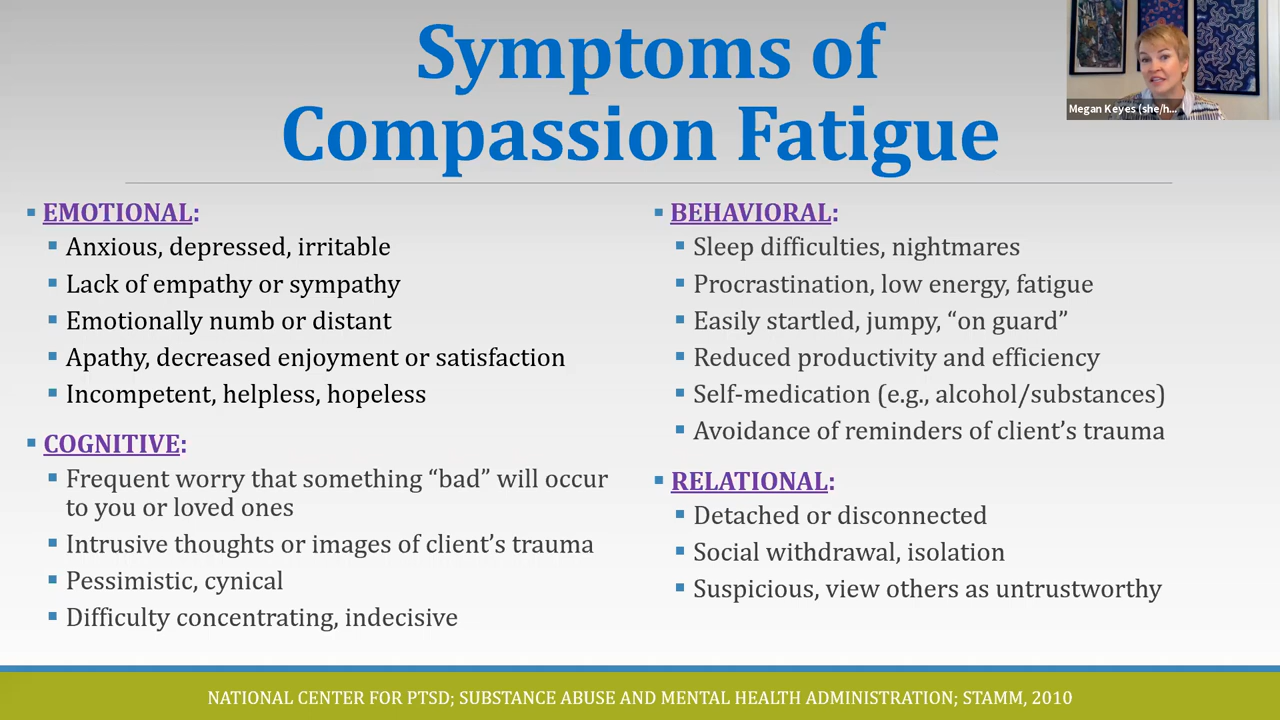 Symptoms of
Compassion Fatigue
Megan Keyes (she/h...
EMOTIONAL:
Anxious, depressed, irritable
Lack of empathy or sympathy
Emotionally numb or distant
Apathy, decreased enjoyment or satisfaction
Incompetent, helpless, hopeless
COGNITIVE:
Frequent worry that something “bad” will occur
to you or loved ones
Intrusive thoughts or images of client’s trauma
Pessimistic, cynical
Difficulty concentrating, indecisive
BEHAVIORAL:
Sleep difficulties, nightmares
Procrastination, low energy, fatigue
Easily startled, jumpy, “on guard”
Reduced productivity and efficiency
Self-medication (e.g., alcohol/substances)
Avoidance of reminders of client’s trauma
RELATIONAL:
Detached or disconnected
Social withdrawal, isolation
Suspicious, view others as untrustworthy
NATIONAL CENTER FOR PTSD; SUBSTANCE ABUSE AND MENTAL HEALTH ADMINISTRATION; STAMM, 2010